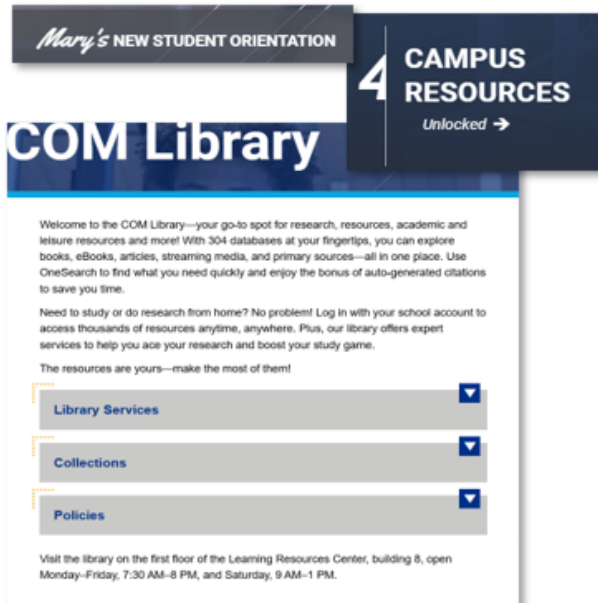 Mary's NEW STUDENT ORIENTATION
4 CAMPUS
RESOURCES
Unlocked →
COM Library
Welcome to the COM Library—your go-to spot for research, resources, academic and
leisure resources and more! With 304 databases at your fingertips, you can explore
books, eBooks, articles, streaming media, and primary sources—all in one place. Use
OneSearch to find what you need quickly and enjoy the bonus of auto-generated citations
to save you time.
Need to study or do research from home? No problem! Log in with your school account to
access thousands of resources anytime, anywhere. Plus, our library offers expert
services to help you ace your research and boost your study game.
The resources are yours—make the most of them!
Library Services
Collections
Policies
Visit the library on the first floor of the Learning Resources Center, building 8, open
Monday–Friday, 7:30 AM–8 PM, and Saturday, 9 AM–1 PM.